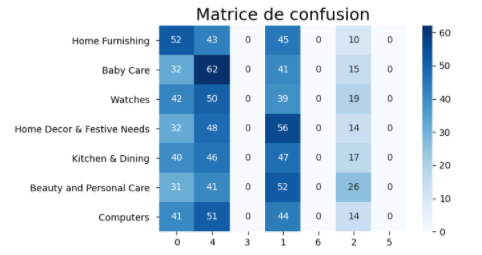 Matrice de confusion
Home Furnishing 52 43 0 45 0 10 0
Baby Care 32 62 0 41 0 15 0
Watches 42 50 0 39 0 19 0
Home Decor & Festive Needs 32 48 0 56 0 14 0
Kitchen & Dining 40 46 0 47 0 17 0
Beauty and Personal Care 31 41 0 52 0 26 0
Computers 41 51 0 44 0 14 0
0 4 3 1 6 2 5
60
50
40
30
20
10
0